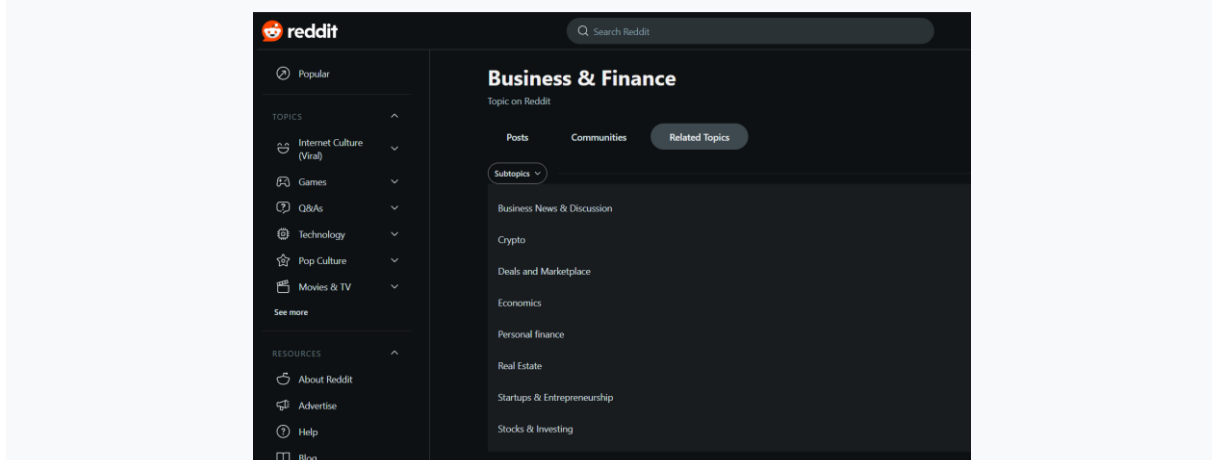 reddit
Search Reddit
Popular
TOPICS
Internet Culture
(Viral)
Games
Q&As
Technology
Pop Culture
Movies & TV
See more
RESOURCES
About Reddit
Advertise
Help
Blog
Business & Finance
Topic on Reddit
Posts Communities Related Topics
Subtopics
Business News & Discussion
Crypto
Deals and Marketplace
Economics
Personal finance
Real Estate
Startups & Entrepreneurship
Stocks & Investing